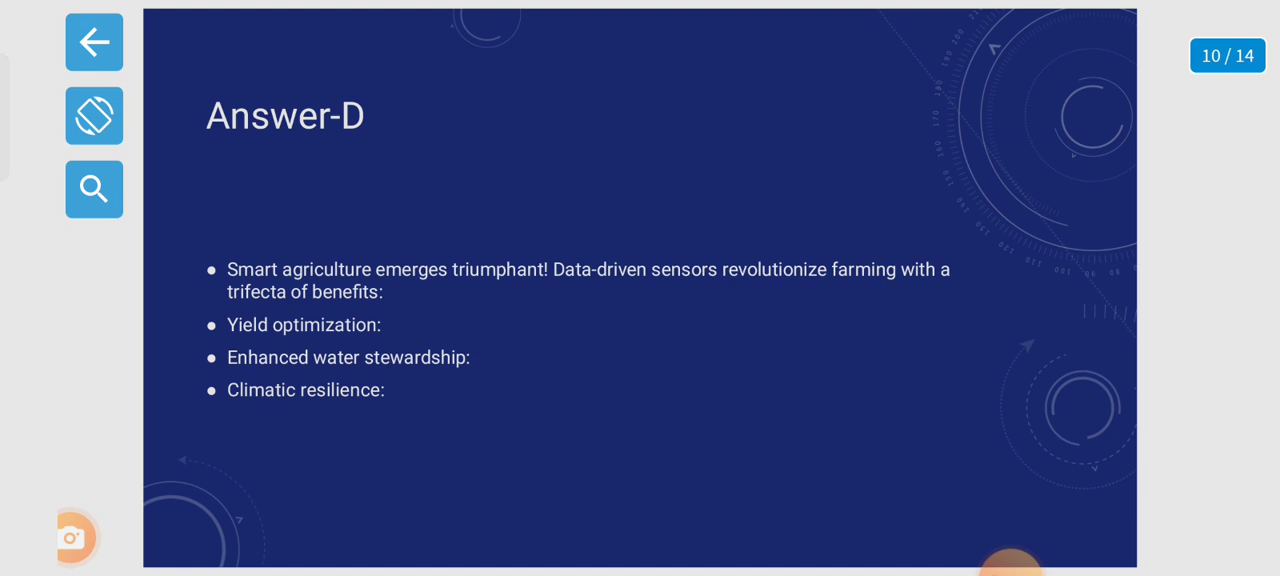 10 / 14
Answer-D
● Smart agriculture emerges triumphant! Data-driven sensors revolutionize farming with a
trifecta of benefits:
● Yield optimization:
● Enhanced water stewardship:
● Climatic resilience: